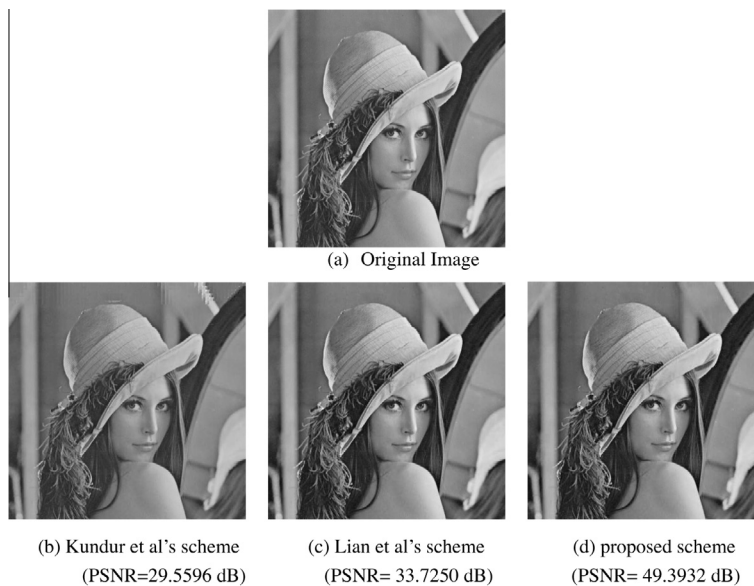 (a) Original Image
(b) Kundur et al's scheme
(PSNR=29.5596 dB)
(c) Lian et al's scheme
(PSNR= 33.7250 dB)
(d) proposed scheme
(PSNR= 49.3932 dB)